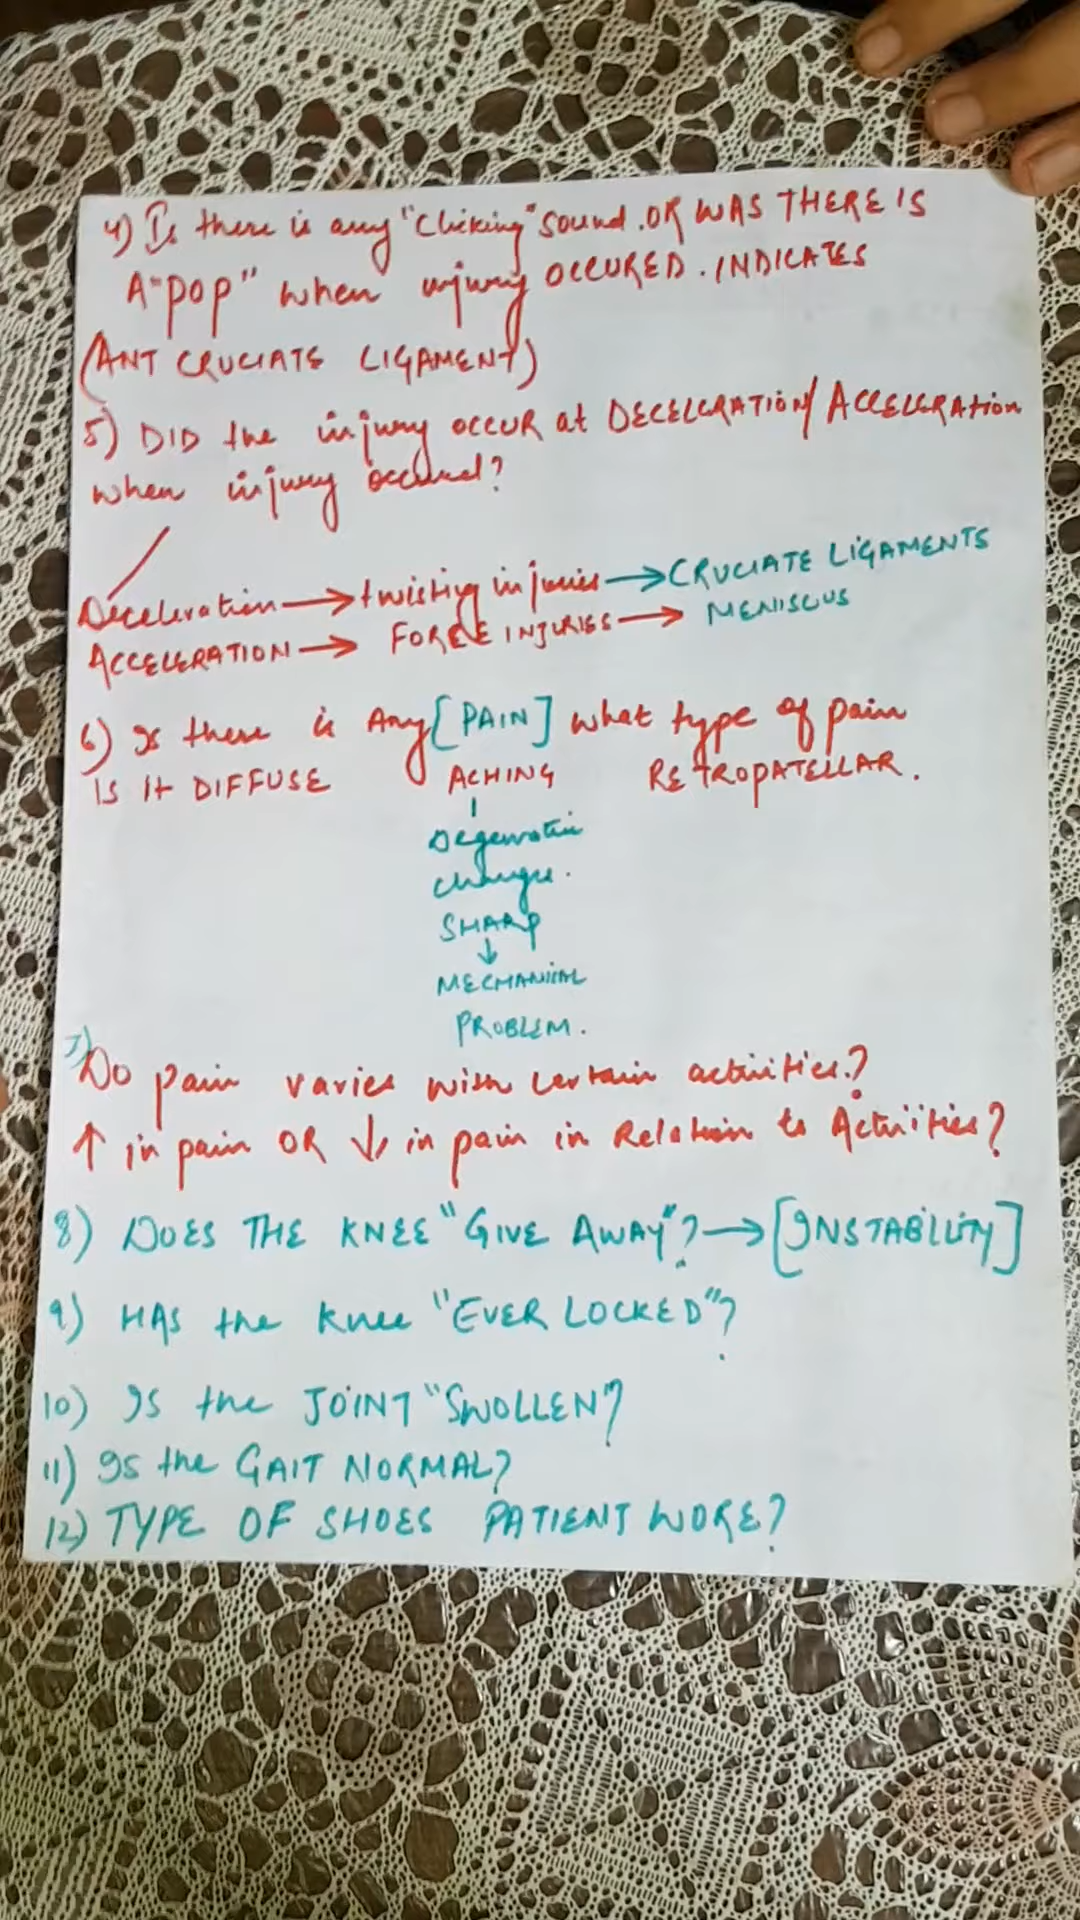 4) Is there is any "Clicking" sound. OR WAS THERE IS
A "POP" when injury OCCURED. INDICATES
(ANT CRUCIATE LIGAMENT)
5) DID the injury OCCUR at DECELERATION/ACCELERATION
when injury occured?
Deceleration → twisting injuries → CRUCIATE LIGAMENTS
ACCELERATION → FORCE INJURIES → MENISCUS
6) Is there is Any [PAIN] what type of pain
IS It DIFFUSE ACHING RETROPATELLAR.
Degenrative
changes.
SHARP
↓
MECHANICAL
PROBLEM.
7) Do pain varies with certain activities?
↑ in pain OR ↓ in pain in Relation to Activities?
8) DOES THE KNEE "GIVE AWAY"? → [INSTABILITY]
9) HAS the knee "EVER LOCKED"?
10) IS the JOINT "SWOLLEN"?
11) IS the GAIT NORMAL?
12) TYPE OF SHOES PATIENT WORE?